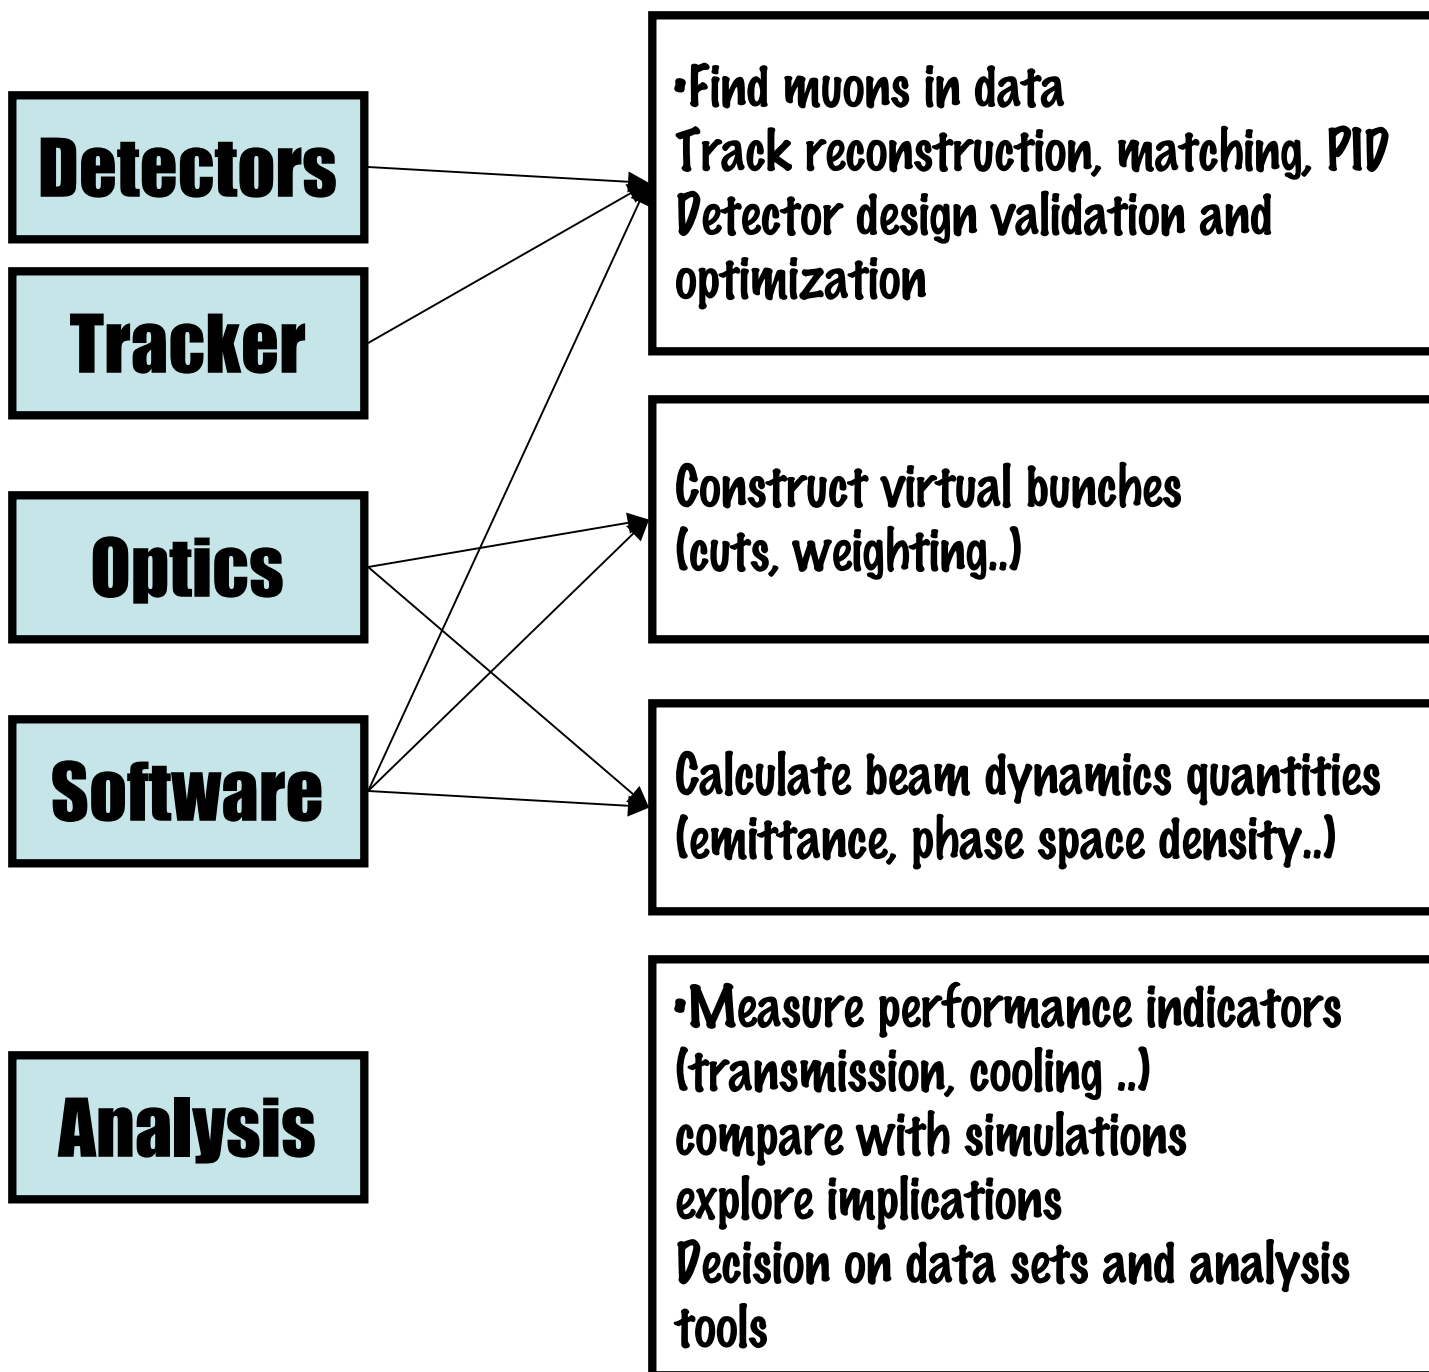 Detectors
Tracker
Optics
Software
Analysis
•Find muons in data
Track reconstruction, matching, PID
Detector design validation and
optimization
Construct virtual bunches
(cuts, weighting..)
Calculate beam dynamics quantities
(emittance, phase space density..)
•Measure performance indicators
(transmission, cooling ..)
compare with simulations
explore implications
Decision on data sets and analysis
tools